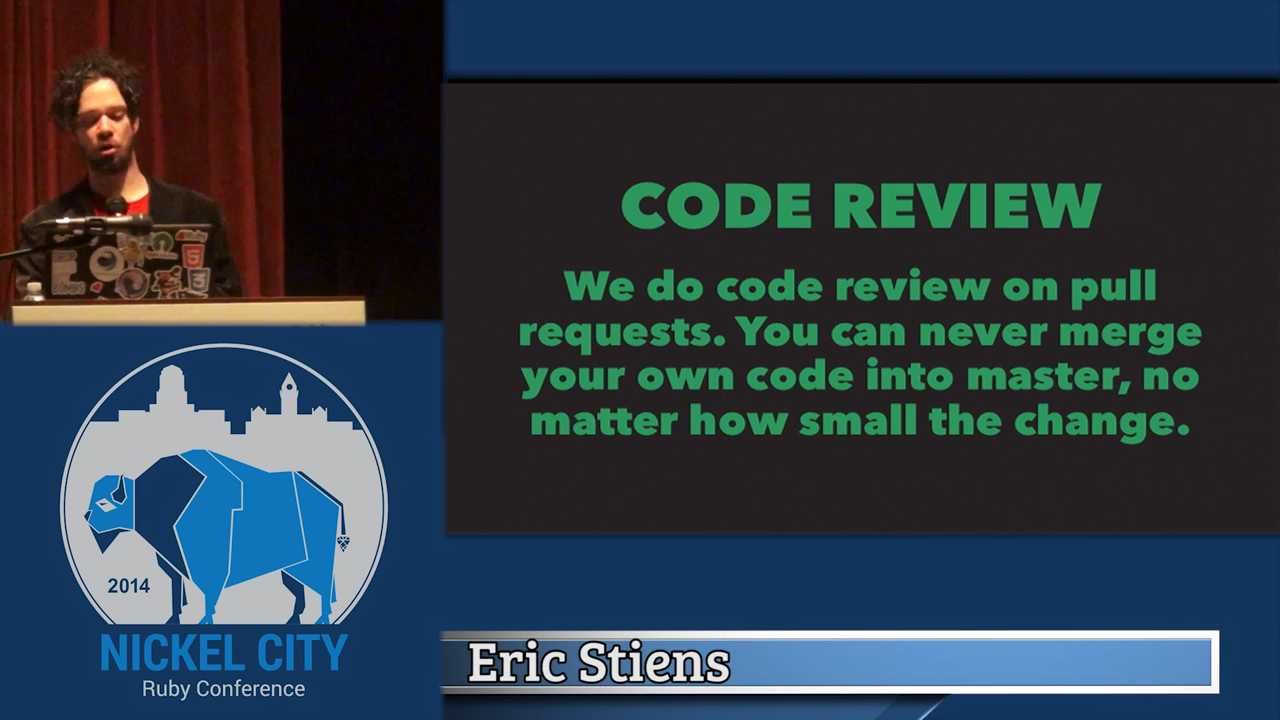 CODE REVIEW
We do code review on pull
requests. You can never merge
your own code into master, no
matter how small the change.
2014
NICKEL CITY
Ruby Conference
Eric Stiens